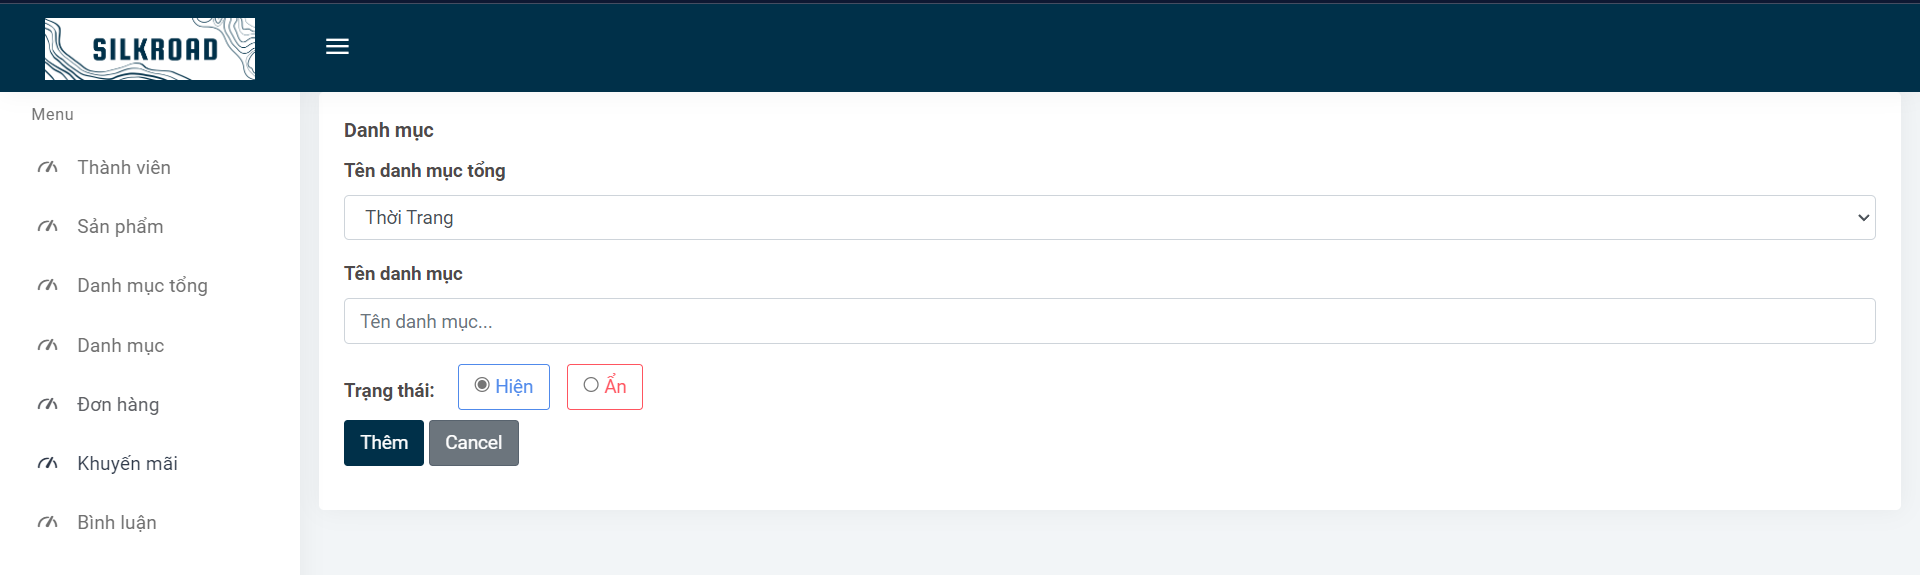 SILKROAD
Menu
Thành viên
Sản phẩm
Danh mục tổng
Danh mục
Đơn hàng
Khuyến mãi
Bình luận
Danh mục
Tên danh mục tổng
Thời Trang
Tên danh mục
Tên danh mục...
Trạng thái: Hiện Ẩn
Thêm Cancel